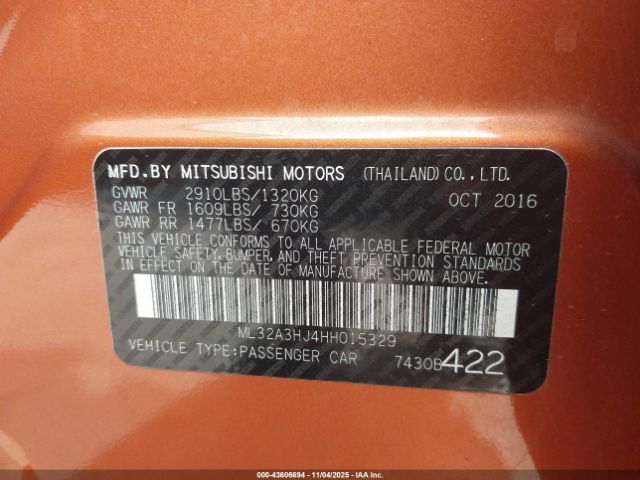 MFD.BY MITSUBISHI MOTORS (THAILAND) CO., LTD.
GVWR 2910LBS/1320KG OCT 2016
GAWR FR 1609LBS/ 730KG
GAWR RR 1477LBS/ 670KG
THIS VEHICLE CONFORMS TO ALL APPLICABLE FEDERAL MOTOR
VEHICLE SAFETY, BUMPER, AND THEFT PREVENTION STANDARDS
IN EFFECT ON THE DATE OF MANUFACTURE SHOWN ABOVE.
ML32A3HJ4HH015329
VEHICLE TYPE:PASSENGER CAR 7430B422
000-43606694 - 11/04/2025 - IAAI.com